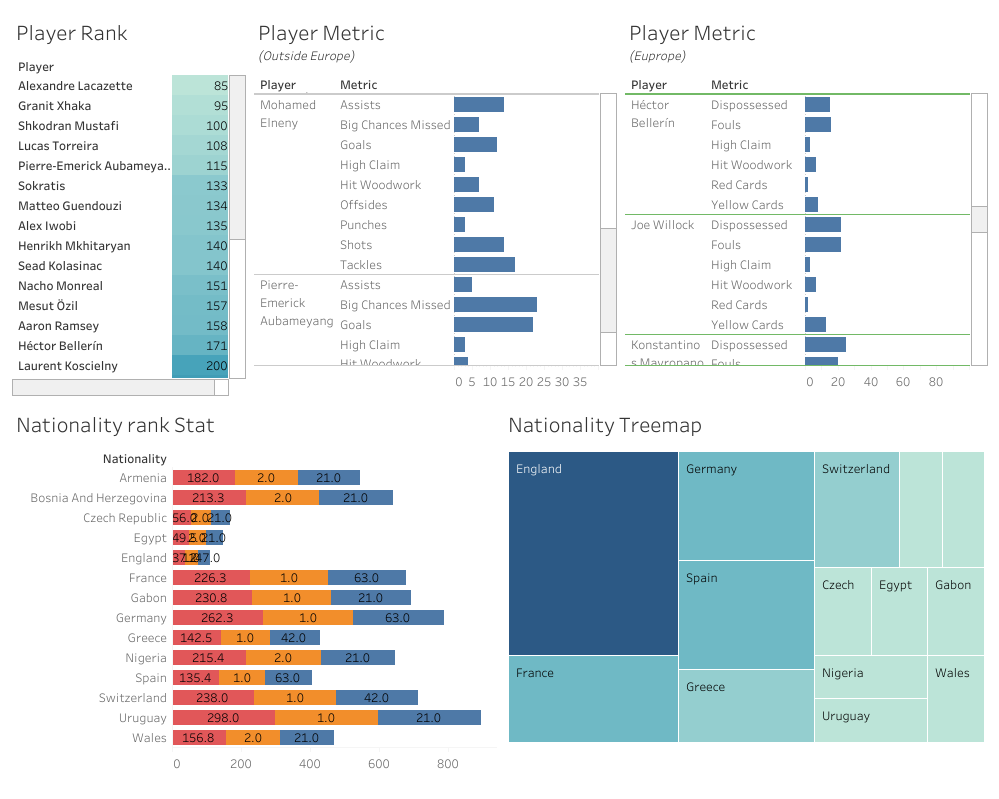 Player Rank
Player
Alexandre Lacazette 85
Granit Xhaka 95
Shkodran Mustafi 100
Lucas Torreira 108
Pierre-Emerick Aubameya.. 115
Sokratis 133
Matteo Guendouzi 134
Alex Iwobi 135
Henrikh Mkhitaryan 140
Sead Kolasinac 140
Nacho Monreal 151
Mesut Özil 157
Aaron Ramsey 158
Héctor Bellerín 171
Laurent Koscielny 200
Player Metric
(Outside Europe)
Player Metric
Mohamed Assists
Elneny Big Chances Missed
Goals
High Claim
Hit Woodwork
Offsides
Punches
Shots
Tackles
Pierre- Assists
Emerick Big Chances Missed
Aubameyang Goals
High Claim
Hit Woodwork
0 5 10 15 20 25 30 35
Player Metric
(Euprope)
Player Metric
Héctor Dispossessed
Bellerín Fouls
High Claim
Hit Woodwork
Red Cards
Yellow Cards
Joe Willock Dispossessed
Fouls
High Claim
Hit Woodwork
Red Cards
Yellow Cards
Konstantino Dispossessed
s Mavropano Fouls
0 20 40 60 80
Nationality rank Stat
Nationality
Armenia 182.0 2.0 21.0
Bosnia And Herzegovina 213.3 2.0 21.0
Czech Republic 56.0 2.0 21.0
Egypt 21.0
England
France 226.3 1.0 63.0
Gabon 230.8 1.0 21.0
Germany 262.3 1.0 63.0
Greece 142.5 1.0 42.0
Nigeria 215.4 2.0 21.0
Spain 135.4 1.0 63.0
Switzerland 238.0 1.0 42.0
Uruguay 298.0 1.0 21.0
Wales 156.8 2.0 21.0
0 200 400 600 800
Nationality Treemap
England
Germany
Switzerland
Spain
Czech
Egypt
Gabon
France
Greece
Nigeria
Wales
Uruguay